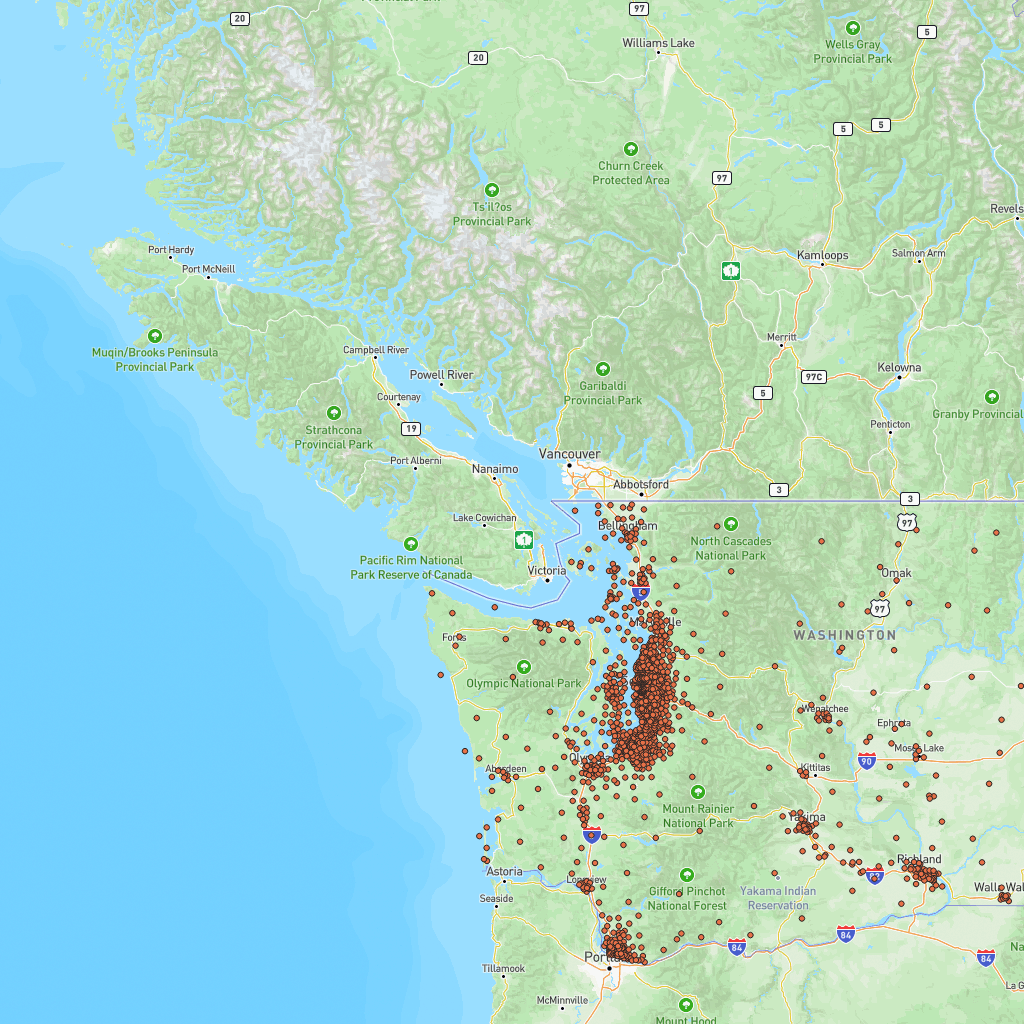 Provincial Park
20
97
Williams Lake
5
Wells Gray
Provincial Park
20
5
5
Churn Creek
Protected Area
97
Ts'il?os
Provincial Park
Revels
Port Hardy
Kamloops
Salmon Arm
Port McNeill
1
Muqin/Brooks Peninsula
Provincial Park
Merritt
Campbell River
Powell River
Garibaldi
Provincial Park
97C
Kelowna
5
Courtenay
Granby Provincial
Strathcona
Provincial Park
19
Penticton
Port Alberni
Nanaimo
Vancouver
Abbotsford
3
3
Lake Cowichan
Bellingham
97
1
North Cascades
National Park
Pacific Rim National
Park Reserve of Canada
Victoria
Omak
97
Forks
WASHINGTON
Olympic National Park
Wenatchee
Ephrata
Moses Lake
Aberdeen
90
Kittitas
Mount Rainier
National Park
Yakima
Richland
82
Astoria
Longview
Gifford Pinchot
National Forest
Yakama Indian
Reservation
Walla Wal
Seaside
84
84
84
Na
Portland
Tillamook
La G
McMinnville
Mount Hood